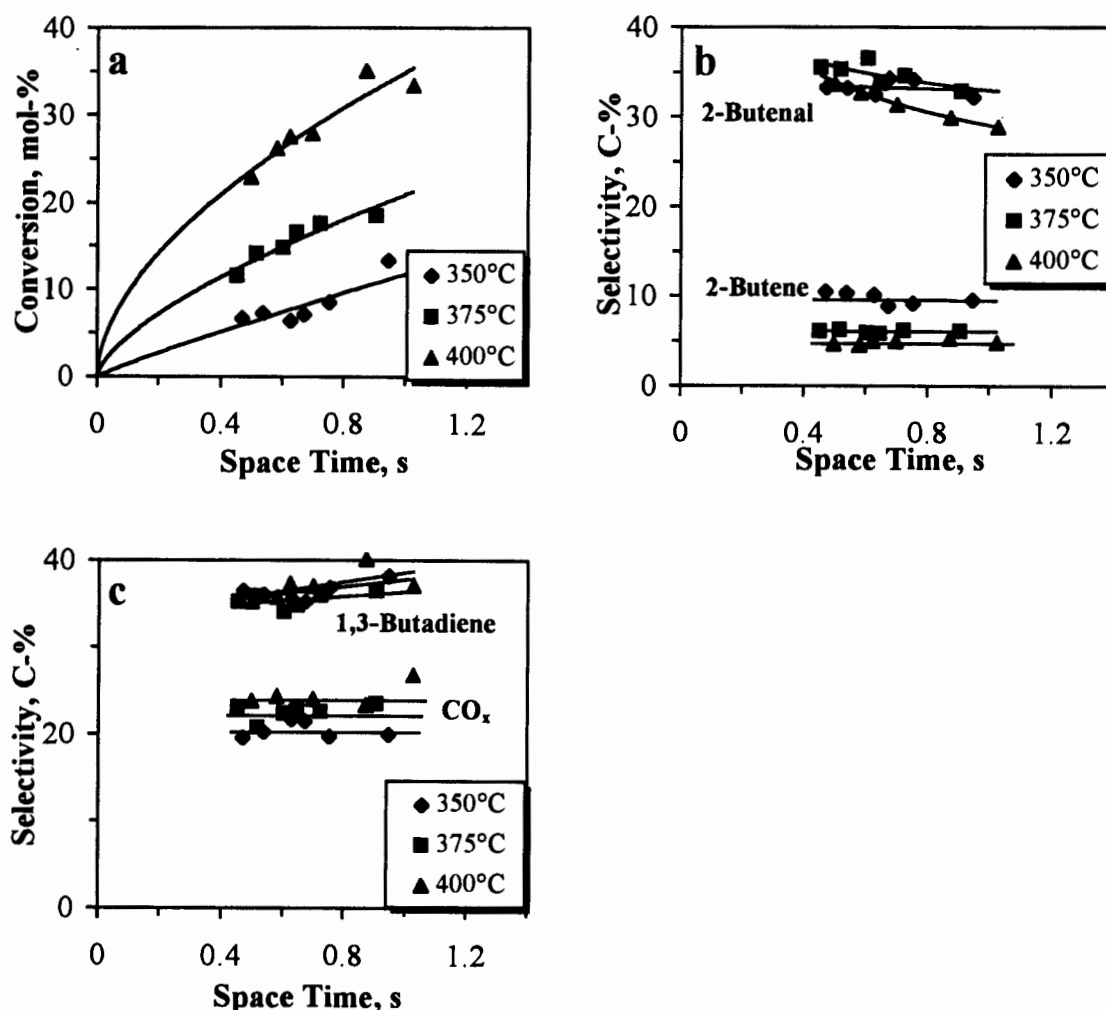 a
Conversion, mol-%
40
30
20
10
0
0 0.4 0.8 1.2
Space Time, s
350°C
375°C
400°C
b
Selectivity, C-%
40
30
20
10
0
2-Butenal
2-Butene
350°C
375°C
400°C
0 0.4 0.8 1.2
Space Time, s
c
Selectivity, C-%
40
30
20
10
0
1,3-Butadiene
COₓ
350°C
375°C
400°C
0 0.4 0.8 1.2
Space Time, s